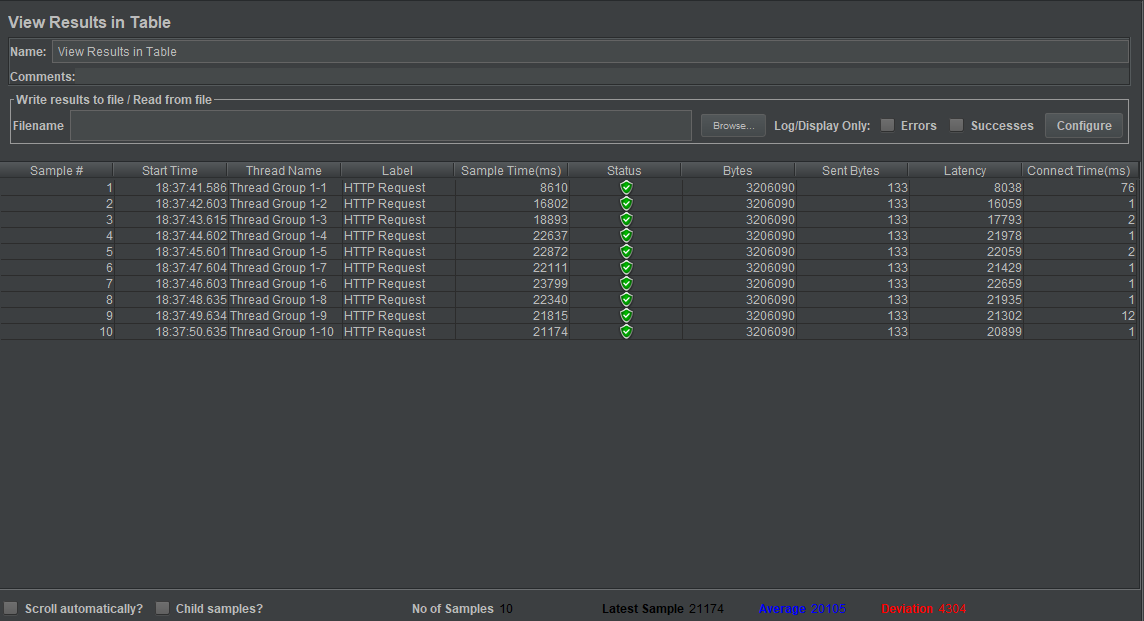 View Results in Table
Name: View Results in Table
Comments:
Write results to file / Read from file
Filename Browse... Log/Display Only: Errors Successes Configure
Sample # Start Time Thread Name Label Sample Time(ms) Status Bytes Sent Bytes Latency Connect Time(ms)
1 18:37:41.586 Thread Group 1-1 HTTP Request 8610 3206090 133 8038 76
2 18:37:42.603 Thread Group 1-2 HTTP Request 16802 3206090 133 16059 1
3 18:37:43.615 Thread Group 1-3 HTTP Request 18893 3206090 133 17793 2
4 18:37:44.602 Thread Group 1-4 HTTP Request 22637 3206090 133 21978 1
5 18:37:45.601 Thread Group 1-5 HTTP Request 22872 3206090 133 22059 2
6 18:37:47.604 Thread Group 1-7 HTTP Request 22111 3206090 133 21429 1
7 18:37:46.603 Thread Group 1-6 HTTP Request 23799 3206090 133 22659 1
8 18:37:48.635 Thread Group 1-8 HTTP Request 22340 3206090 133 21935 1
9 18:37:49.634 Thread Group 1-9 HTTP Request 21815 3206090 133 21302 12
10 18:37:50.635 Thread Group 1-10 HTTP Request 21174 3206090 133 20899 1
Scroll automatically? Child samples? No of Samples 10 Latest Sample 21174 Average 20105 Deviation 4304